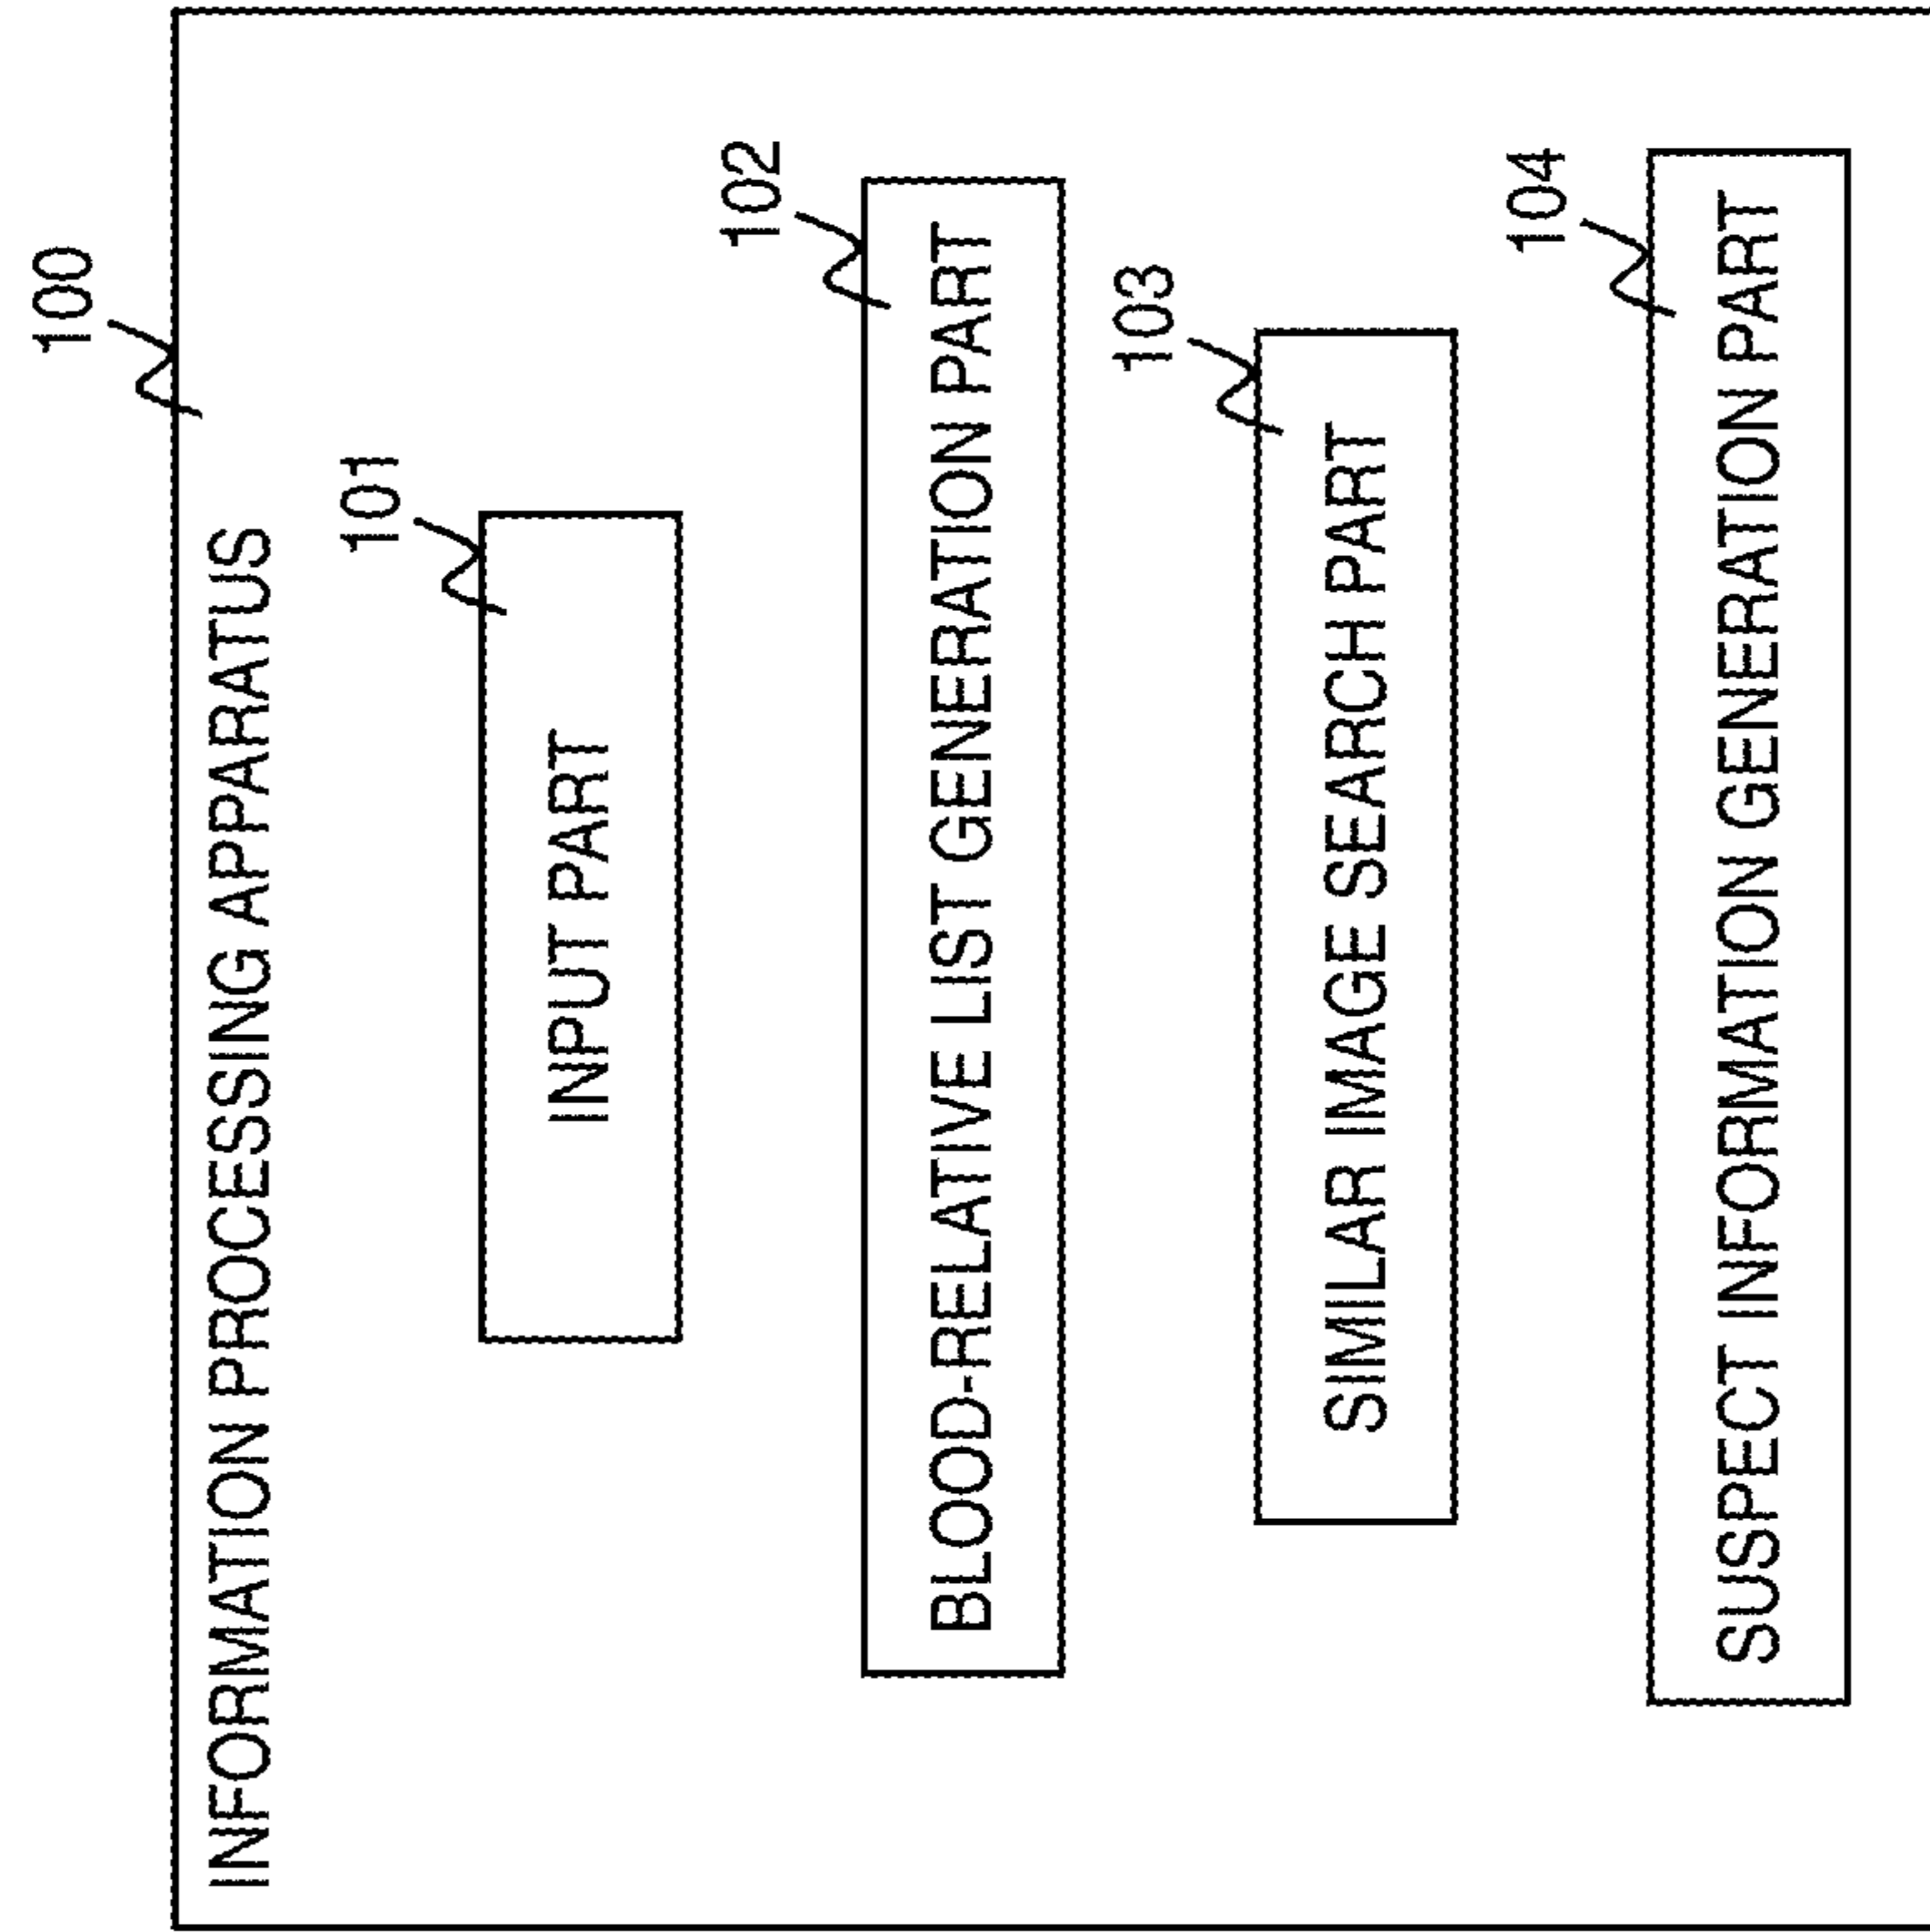 100
INFORMATION PROCESSING APPARATUS
101
INPUT PART
102
BLOOD-RELATIVE LIST GENERATION PART
103
SIMILAR IMAGE SEARCH PART
104
SUSPECT INFORMATION GENERATION PART